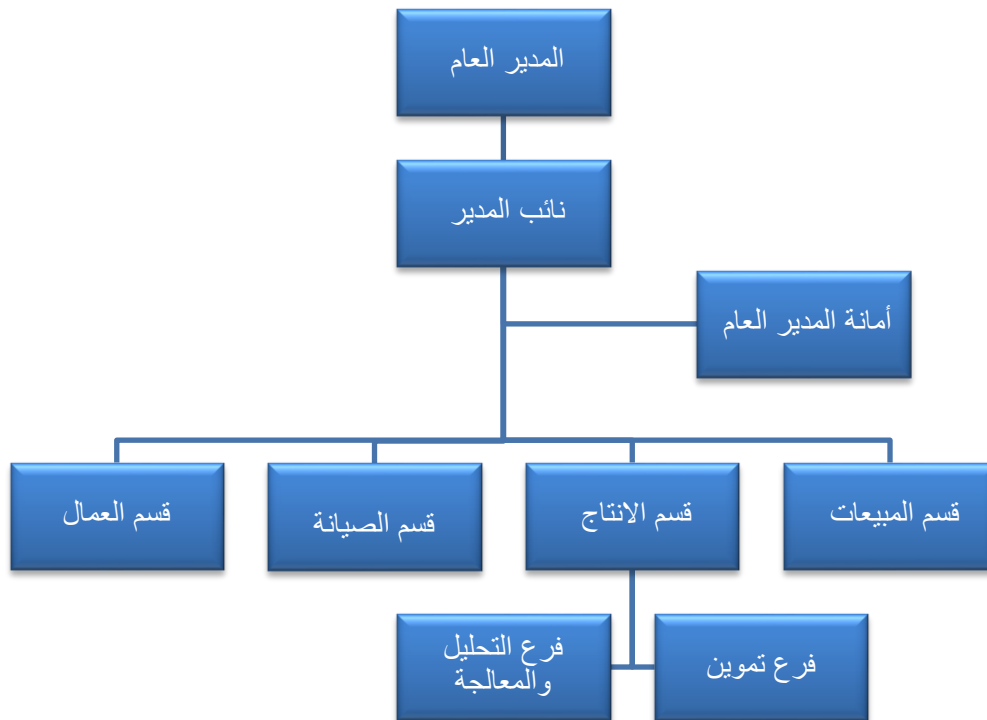 المدير العام
نائب المدير
أمانة المدير العام
قسم المبيعات
قسم الانتاج
قسم الصيانة
قسم العمال
فرع تموين
فرع التحليل
والمعالجة